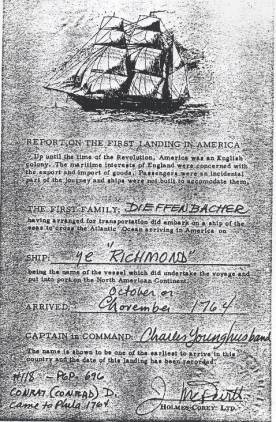 REPORT ON THE FIRST LANDING IN AMERICA
Up until the time of the Revolution, America was an English
colony. The maritime interests of England were concerned with
the export and import of goods. Passengers were an incidental
part of the journey and ships were not built to accomodate them.
THE FIRST FAMILY: DIEFFENBACHER
having arranged for transportation did embark on a ship of the
seas to cross the Atlantic Ocean arriving in America on
SHIP: ye "RICHMOND"
being the name of the vessel which did undertake the voyage and
put into port on the North American Continent.
October or
ARRIVED: November 1764
CAPTAIN in COMMAND: Charles Younghusband
The name is shown to be one of the earliest to arrive in this
country and the date of this landing has been recorded.
#118 - PGP- 696
CONRAT (CONRAD) D.
Came to Phila 1764
HOLMES-COREY LTD.